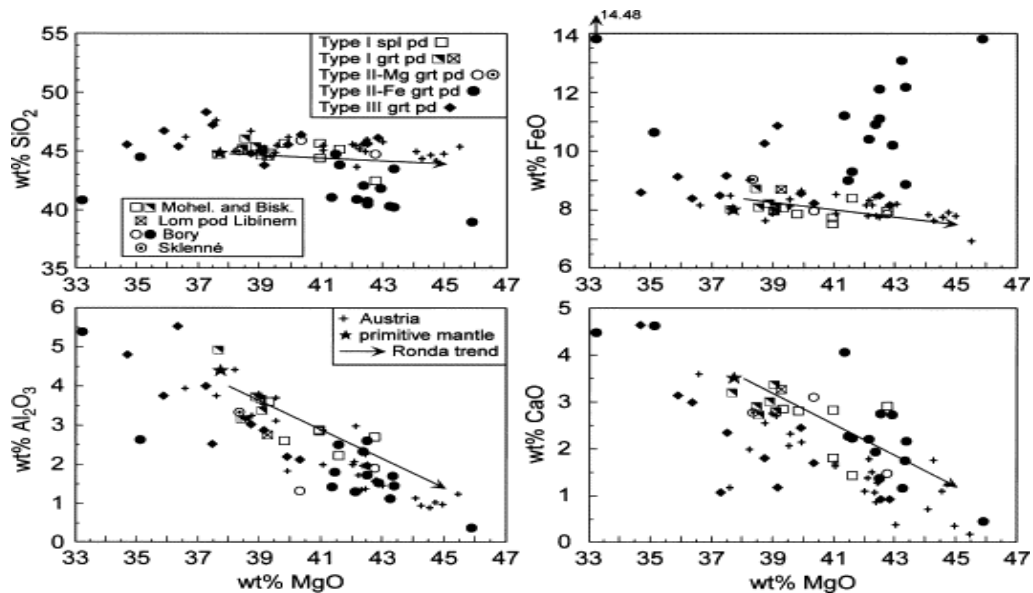 14.48
wt% SiO2
55
50
45
40
35
Type I spl pd
Type I grt pd
Type II-Mg grt pd
Type II-Fe grt pd
Type III grt pd
Mohel. and Bisk.
Lom pod Libínem
Bory
Sklenné
33 35 37 39 41 43 45 47
wt% FeO
14
12
10
8
6
33 35 37 39 41 43 45 47
wt% Al2O3
6
5
4
3
2
1
0
Austria
primitive mantle
Ronda trend
33 35 37 39 41 43 45 47
wt% MgO
wt% CaO
5
4
3
2
1
0
33 35 37 39 41 43 45 47
wt% MgO